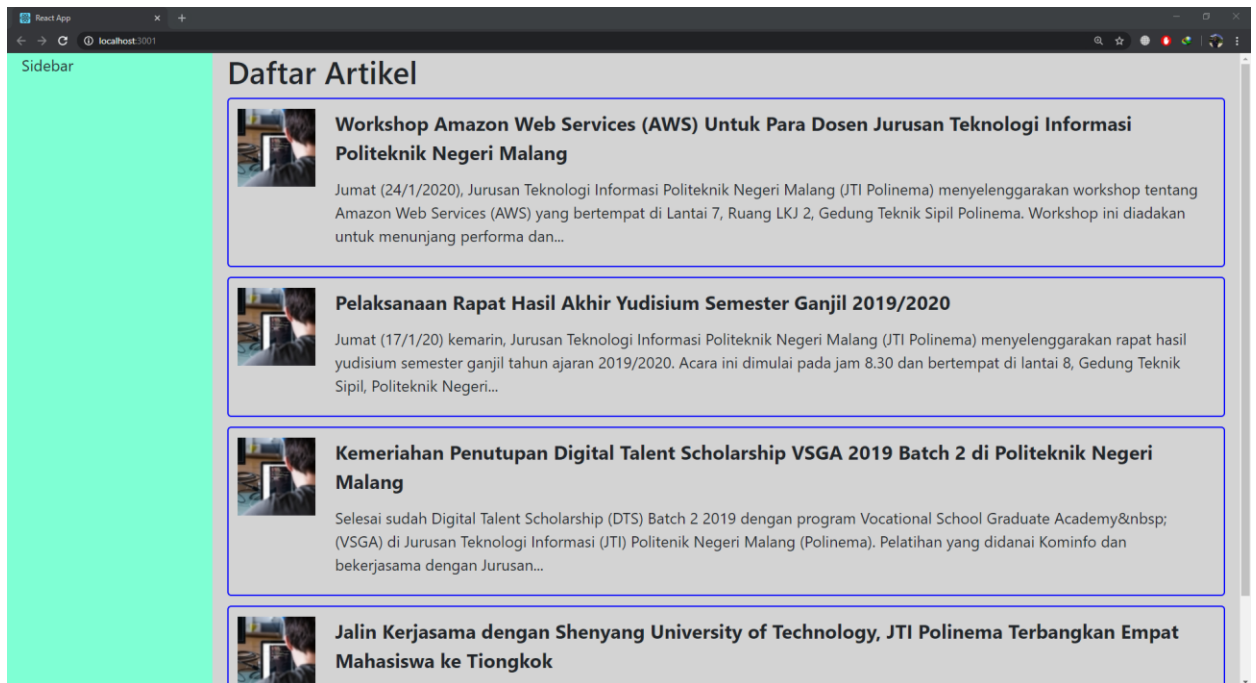 React App
localhost:3001
Sidebar
Daftar Artikel
Workshop Amazon Web Services (AWS) Untuk Para Dosen Jurusan Teknologi Informasi
Politeknik Negeri Malang
Jumat (24/1/2020), Jurusan Teknologi Informasi Politeknik Negeri Malang (JTI Polinema) menyelenggarakan workshop tentang
Amazon Web Services (AWS) yang bertempat di Lantai 7, Ruang LKJ 2, Gedung Teknik Sipil Polinema. Workshop ini diadakan
untuk menunjang performa dan...
Pelaksanaan Rapat Hasil Akhir Yudisium Semester Ganjil 2019/2020
Jumat (17/1/20) kemarin, Jurusan Teknologi Informasi Politeknik Negeri Malang (JTI Polinema) menyelenggarakan rapat hasil
yudisium semester ganjil tahun ajaran 2019/2020. Acara ini dimulai pada jam 8.30 dan bertempat di lantai 8, Gedung Teknik
Sipil, Politeknik Negeri...
Kemeriahan Penutupan Digital Talent Scholarship VSGA 2019 Batch 2 di Politeknik Negeri
Malang
Selesai sudah Digital Talent Scholarship (DTS) Batch 2 2019 dengan program Vocational School Graduate Academy&nbsp;
(VSGA) di Jurusan Teknologi Informasi (JTI) Politenik Negeri Malang (Polinema). Pelatihan yang didanai Kominfo dan
bekerjasama dengan Jurusan...
Jalin Kerjasama dengan Shenyang University of Technology, JTI Polinema Terbangkan Empat
Mahasiswa ke Tiongkok